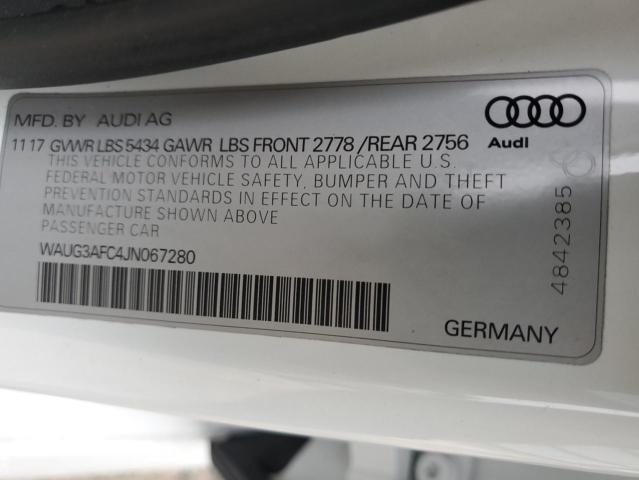 MFD. BY AUDI AG
11 17 GVWR LBS 5434 GAWR LBS FRONT 2778 /REAR 2756
THIS VEHICLE CONFORMS TO ALL APPLICABLE U.S.
FEDERAL MOTOR VEHICLE SAFETY, BUMPER AND THEFT
PREVENTION STANDARDS IN EFFECT ON THE DATE OF
MANUFACTURE SHOWN ABOVE
PASSENGER CAR
WAUG3AFC4JN067280
Audi
4842385
GERMANY